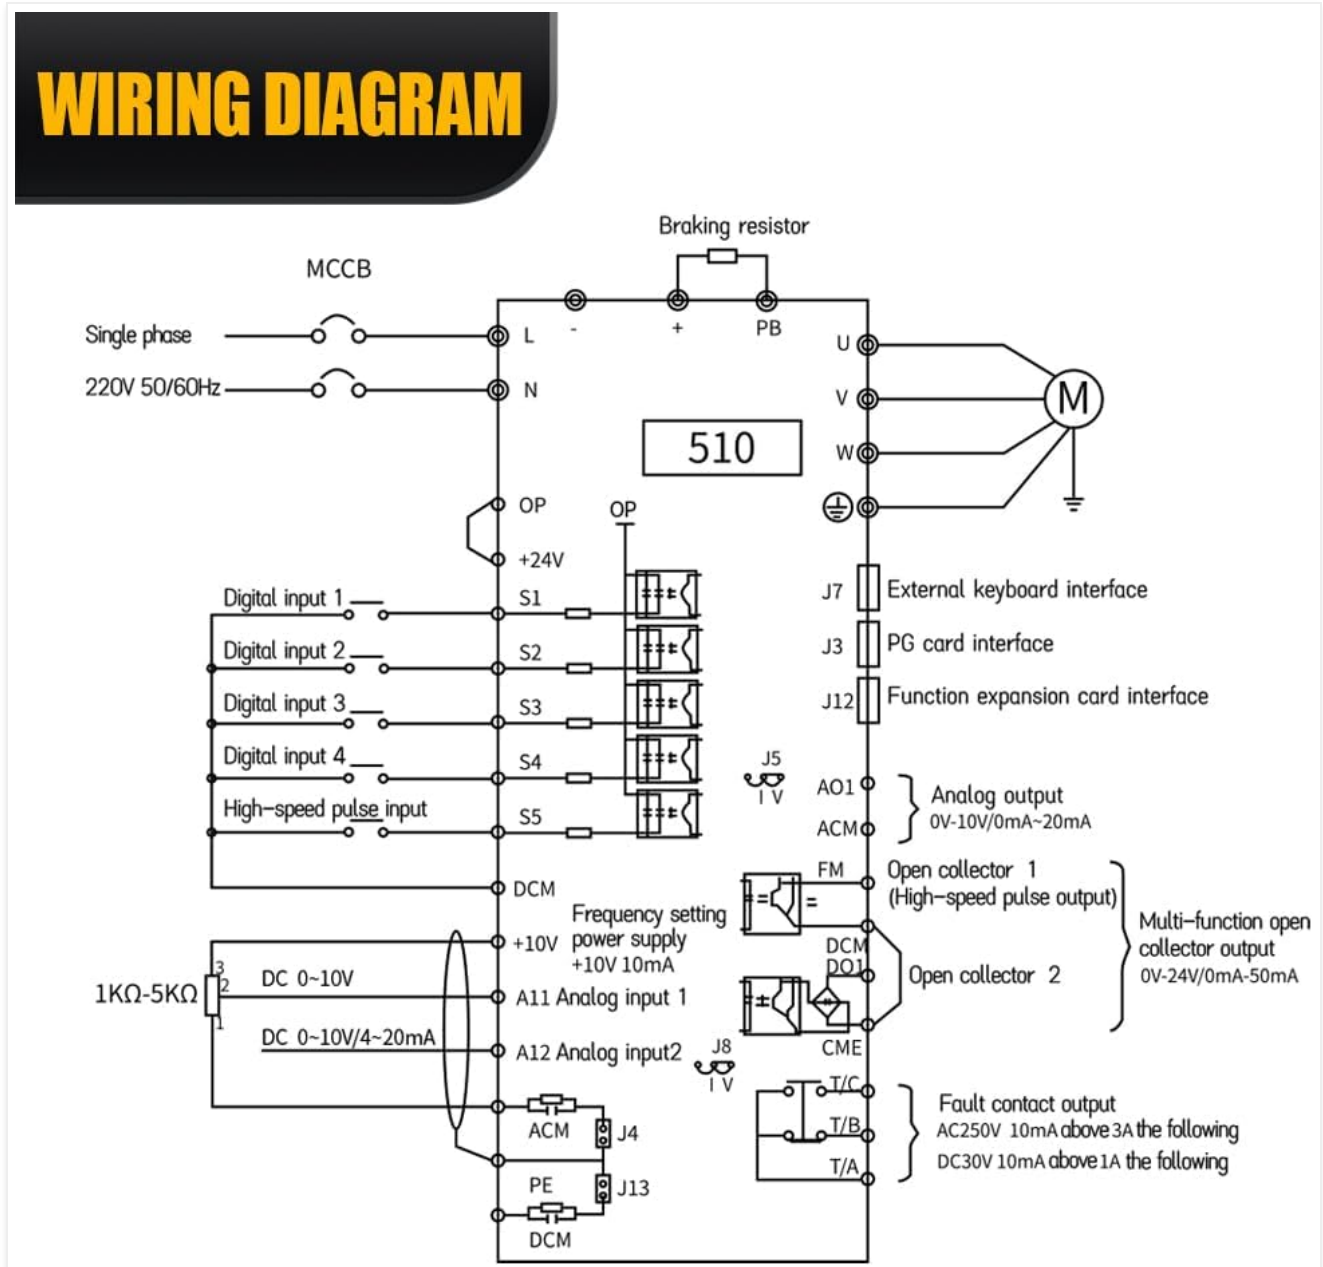 WIRING DIAGRAM
Braking resistor
MCCB
- + PB
Single phase
L
U
220V 50/60Hz
N
V
M
510
W
OP
OP
+24V
Digital input 1
S1
J7
External keyboard interface
Digital input 2
S2
J3
PG card interface
Digital input 3
S3
J12
Function expansion card interface
Digital input 4
S4
J5
I V
AO1
Analog output
0V-10V/0mA~20mA
High-speed pulse input
S5
ACM
FM
Open collector 1
(High-speed pulse output)
DCM
Frequency setting
power supply
+10V 10mA
+10V
DCM
DO1
Open collector 2
Multi-function open
collector output
0V-24V/0mA-50mA
1KΩ-5KΩ
3
2
1
DC 0~10V
A11 Analog input 1
DC 0~10V/4~20mA
A12 Analog input2
J8
I V
CME
T/C
ACM
J4
T/B
Fault contact output
AC250V 10mA above 3A the following
DC30V 10mA above 1A the following
T/A
PE
J13
DCM